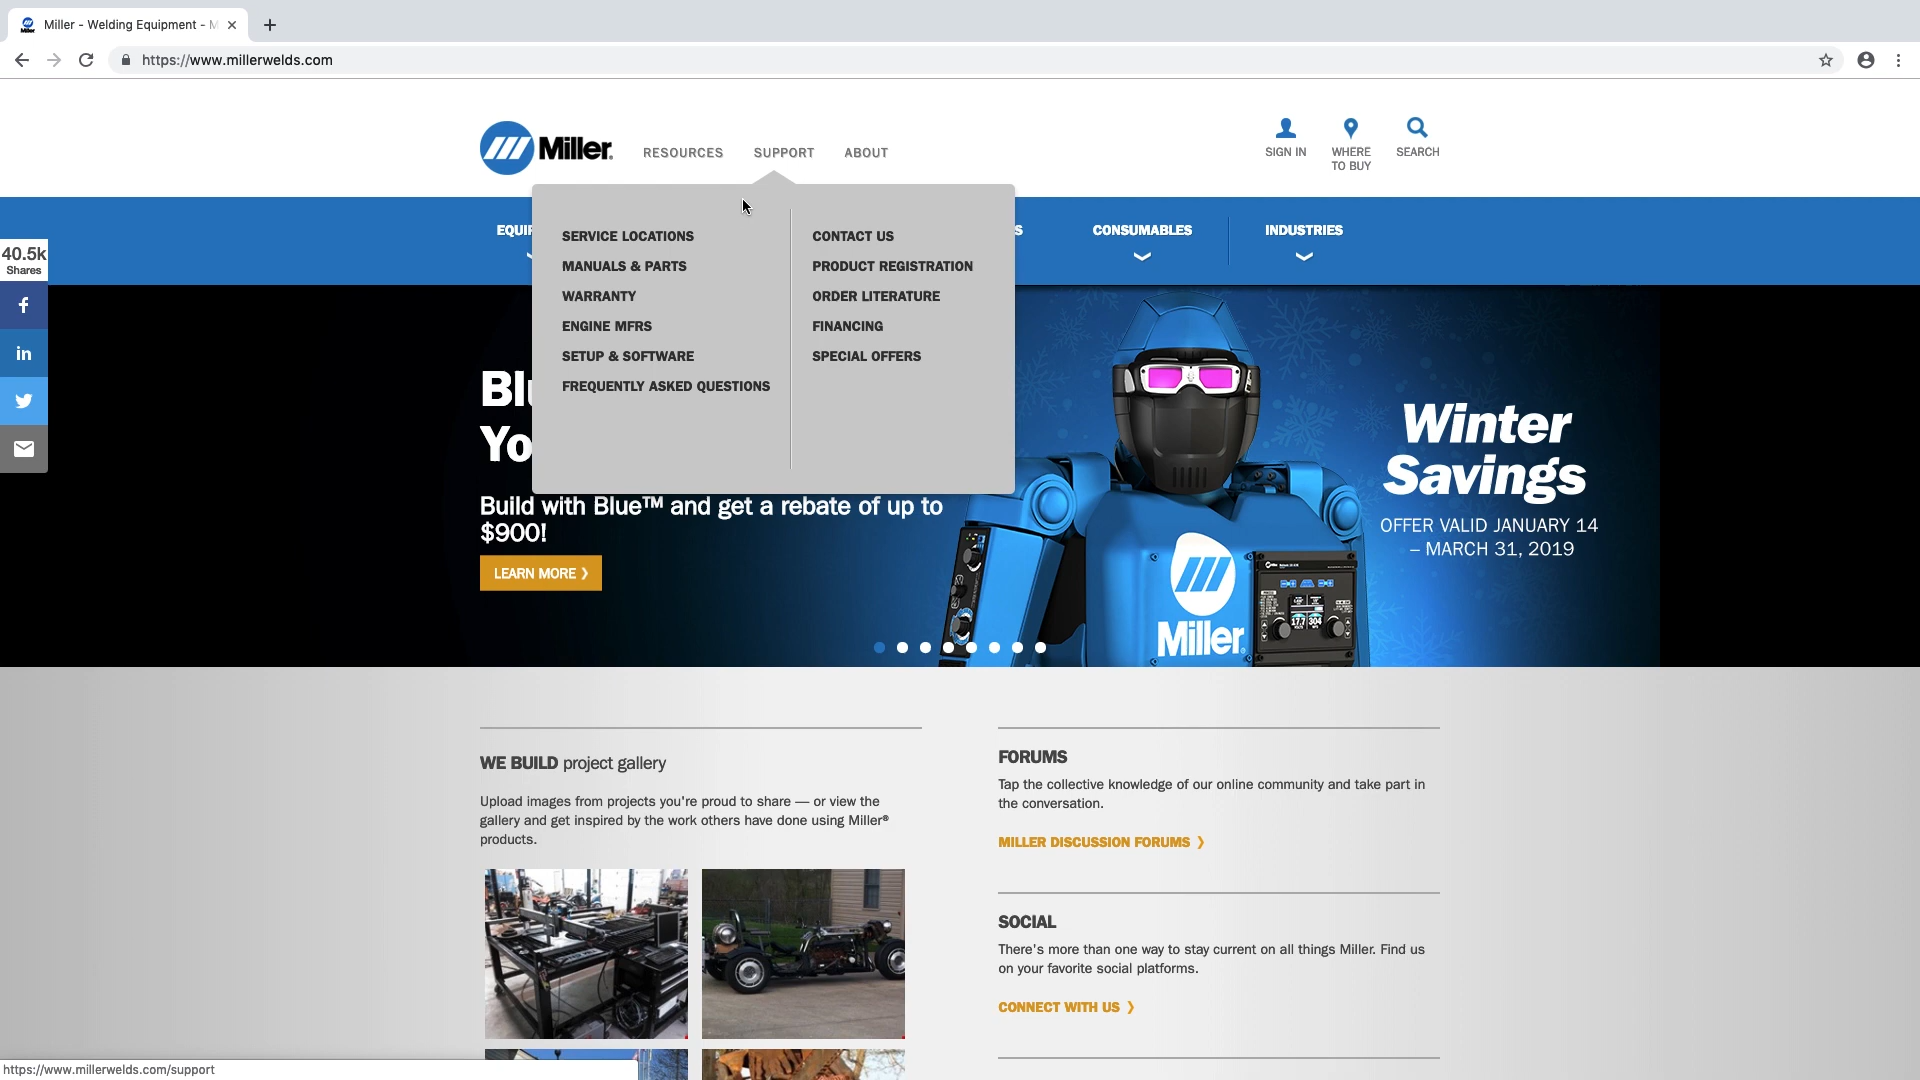 Miller - Welding Equipment - M
https://www.millerwelds.com
Miller
RESOURCES
SUPPORT
ABOUT
SIGN IN
WHERE
TO BUY
SEARCH
SERVICE LOCATIONS
MANUALS & PARTS
WARRANTY
ENGINE MFRS
SETUP & SOFTWARE
FREQUENTLY ASKED QUESTIONS
CONTACT US
PRODUCT REGISTRATION
ORDER LITERATURE
FINANCING
SPECIAL OFFERS
EQUIP
S
CONSUMABLES
INDUSTRIES
40.5k
Shares
Blu
Yo
Build with Blue™ and get a rebate of up to
$900!
LEARN MORE ❭
Winter
Savings
OFFER VALID JANUARY 14
– MARCH 31, 2019
Miller
17.7 304
WE BUILD project gallery
Upload images from projects you're proud to share — or view the
gallery and get inspired by the work others have done using Miller®
products.
FORUMS
Tap the collective knowledge of our online community and take part in
the conversation.
MILLER DISCUSSION FORUMS ❭
SOCIAL
There's more than one way to stay current on all things Miller. Find us
on your favorite social platforms.
CONNECT WITH US ❭
https://www.millerwelds.com/support